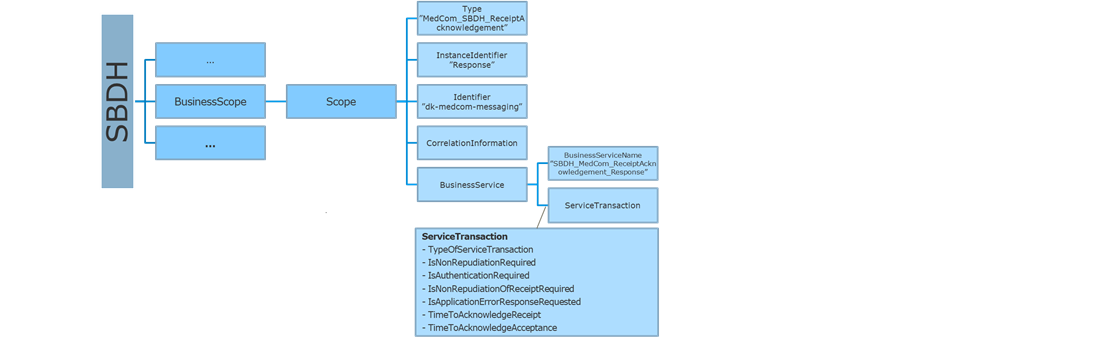 SBDH
...
BusinessScope
...
Scope
Type
"MedCom_SBDH_ReceiptA
cknowledgement"
InstanceIdentifier
"Response"
Identifier
"dk-medcom-messaging"
CorrelationInformation
BusinessService
BusinessServiceName
"SBDH_MedCom_ReceiptAckn
owledgement_Response"
ServiceTransaction
ServiceTransaction
- TypeOfServiceTransaction
- IsNonRepudiationRequired
- IsAuthenticationRequired
- IsNonRepudiationOfReceiptRequired
- IsApplicationErrorResponseRequested
- TimeToAcknowledgeReceipt
- TimeToAcknowledgeAcceptance